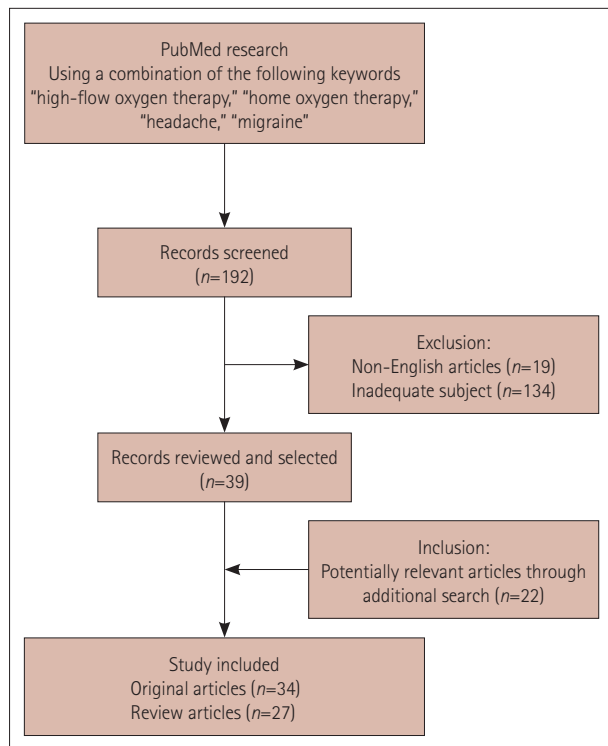 PubMed research
Using a combination of the following keywords
“high-flow oxygen therapy,” “home oxygen therapy,”
“headache,” “migraine”
Records screened
(n=192)
Exclusion:
Non-English articles (n=19)
Inadequate subject (n=134)
Records reviewed and selected
(n=39)
Inclusion:
Potentially relevant articles through
additional search (n=22)
Study included
Original articles (n=34)
Review articles (n=27)